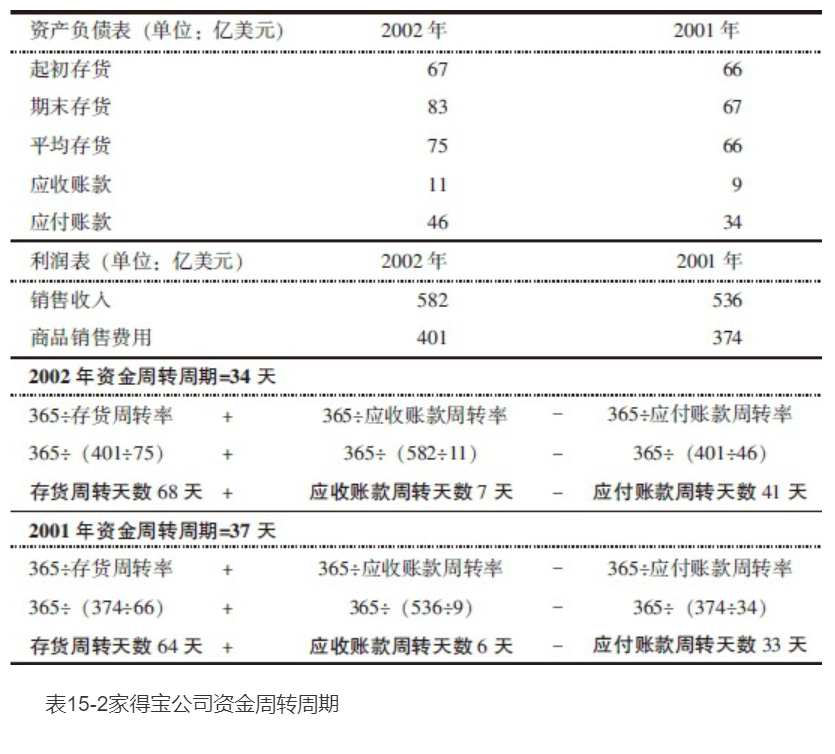 资产负债表（单位：亿美元） 2002 年 2001 年
起初存货 67 66
期末存货 83 67
平均存货 75 66
应收账款 11 9
应付账款 46 34
利润表（单位：亿美元） 2002 年 2001 年
销售收入 582 536
商品销售费用 401 374
2002 年资金周转周期=34 天
365÷存货周转率 + 365÷应收账款周转率 − 365÷应付账款周转率
365÷（401÷75） + 365÷（582÷11） − 365÷（401÷46）
存货周转天数 68 天 + 应收账款周转天数 7 天 − 应付账款周转天数 41 天
2001 年资金周转周期=37 天
365÷存货周转率 + 365÷应收账款周转率 − 365÷应付账款周转率
365÷（374÷66） + 365÷（536÷9） − 365÷（374÷34）
存货周转天数 64 天 + 应收账款周转天数 6 天 − 应付账款周转天数 33 天
表15-2家得宝公司资金周转周期